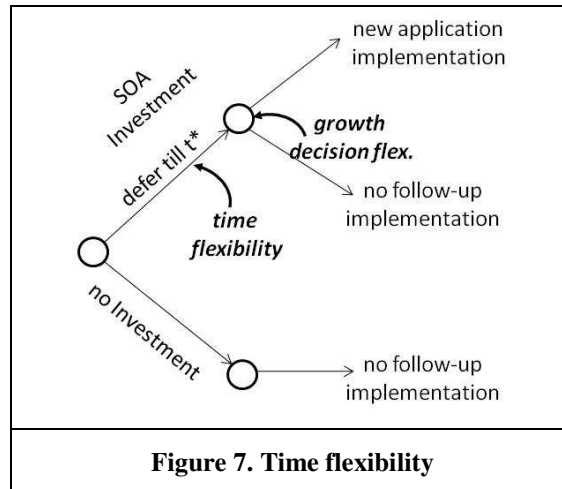 new application
implementation
SOA
Investment
growth
decision flex.
defer till t*
no follow-up
implementation
time
flexibility
no Investment
no follow-up
implementation
Figure 7. Time flexibility